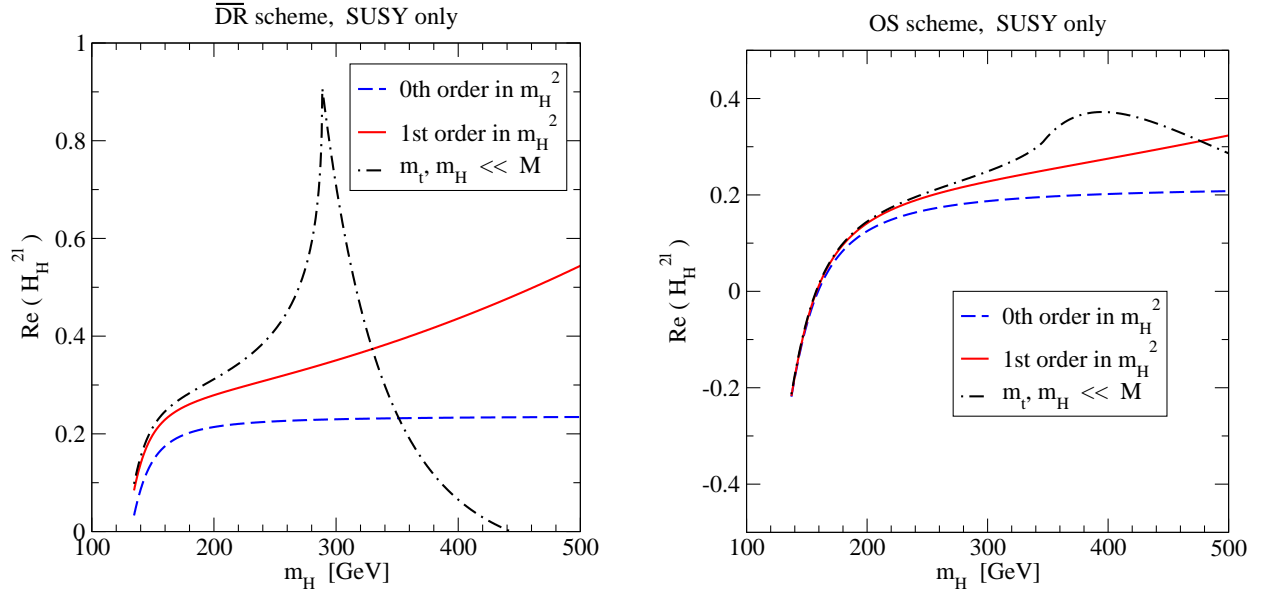 D̅R̅ scheme, SUSY only
1
0.8
0.6
0.4
0.2
0
Re ( H_H^{2l} )
0th order in m_H^2
1st order in m_H^2
m_t, m_H << M
100
200
300
400
500
m_H [GeV]
OS scheme, SUSY only
0.4
0.2
0
-0.2
-0.4
Re ( H_H^{2l} )
0th order in m_H^2
1st order in m_H^2
m_t, m_H << M
100
200
300
400
500
m_H [GeV]